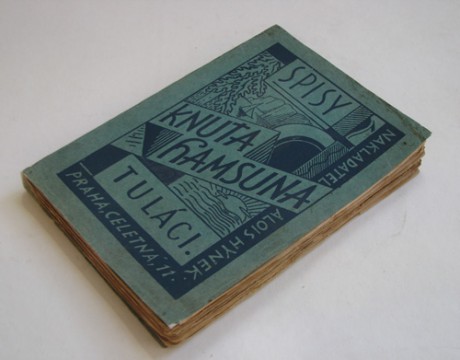 SPISY
KNUTA
HAMSUNA
TULÁCI.
NAKLADATEL
ALOIS HYNEK
PRAHA, CELETNÁ, 11.